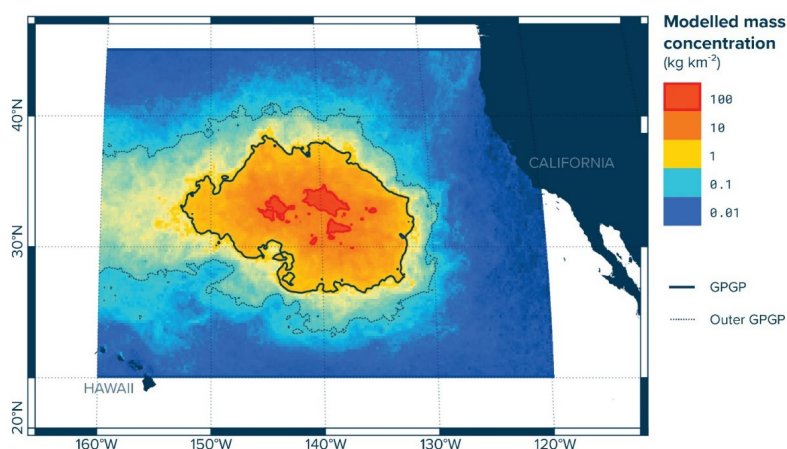 Modelled mass
concentration
(kg km⁻²)
100
10
1
0.1
0.01
GPGP
Outer GPGP
CALIFORNIA
HAWAII
40°N
30°N
20°N
160°W
150°W
140°W
130°W
120°W